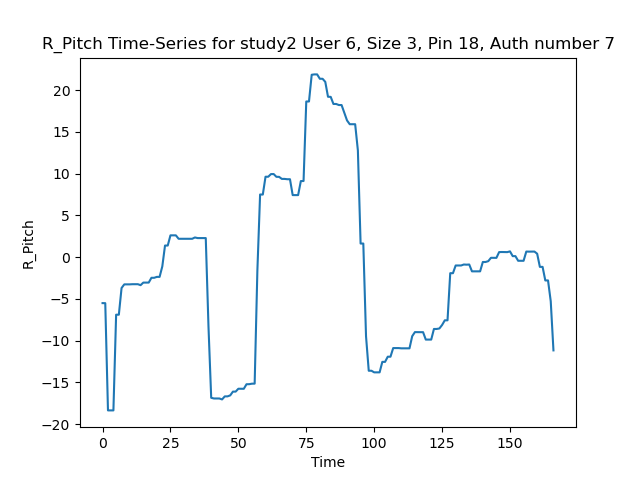 R_Pitch Time-Series for study2 User 6, Size 3, Pin 18, Auth number 7
R_Pitch
20
15
10
5
0
−5
−10
−15
−20
0 25 50 75 100 125 150
Time